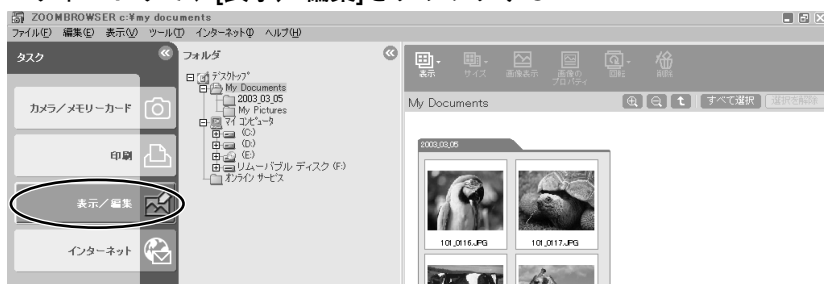 ZOOMBROWSER c:¥my documents
ファイル(F) 編集(E) 表示(V) ツール(T) インターネット(I) ヘルプ(H)
タスク
カメラ／メモリーカード
印刷
表示／編集
インターネット
フォルダ
デスクトップ
My Documents
2003_03_05
My Pictures
マイ コンピュータ
(C:)
(D:)
(E:)
リムーバブル ディスク (F:)
オンライン サービス
表示 サイズ 画像表示 画像のプロパティ 回転 削除
My Documents すべて選択 選択を解除
2003_03_05
101_0116.JPG 101_0117.JPG